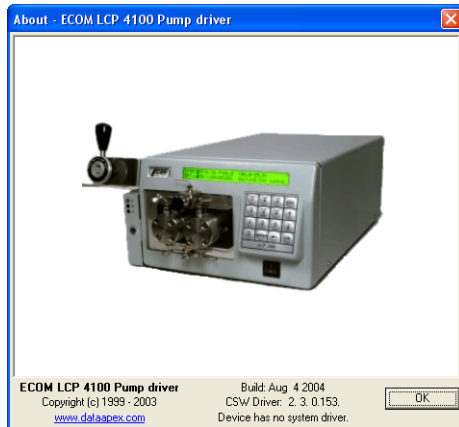 About - ECOM LCP 4100 Pump driver
ECOM LCP 4100 Pump driver
Copyright (c) 1999 - 2003
www.dataapex.com
Build: Aug 4 2004
CSW Driver: 2. 3. 0.153.
Device has no system driver.
OK